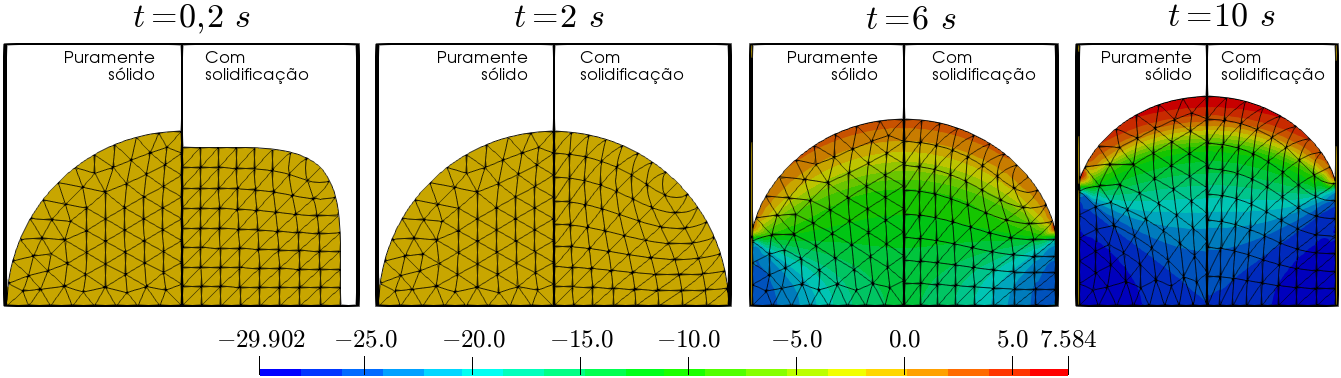 t=0,2 s
t=2 s
t=6 s
t=10 s
Puramente
sólido
Com
solidificação
Puramente
sólido
Com
solidificação
Puramente
sólido
Com
solidificação
Puramente
sólido
Com
solidificação
−29.902 −25.0 −20.0 −15.0 −10.0 −5.0 0.0 5.0 7.584